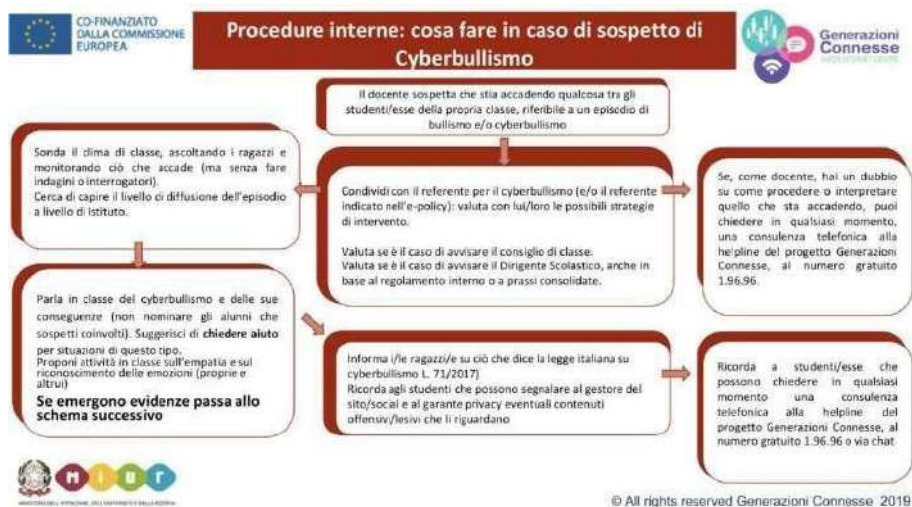 CO-FINANZIATO
DALLA COMMISSIONE
EUROPEA
Procedure interne: cosa fare in caso di sospetto di
Cyberbullismo
Generazioni
Connesse
Il docente sospetta che stia accadendo qualcosa tra gli
studenti/esse della propria classe, riferibile a un episodio di
bullismo e/o cyberbullismo
Sonda il clima di classe, ascoltando i ragazzi e
monitorando ciò che accade (ma senza fare
indagini o interrogatori).
Cerca di capire il livello di diffusione dell'episodio
a livello di Istituto.
Condividi con il referente per il cyberbullismo (e/o il referente
indicato nell'e-policy): valuta con lui/loro le possibili strategie
di intervento.
Valuta se è il caso di avvisare il consiglio di classe.
Valuta se è il caso di avvisare il Dirigente Scolastico, anche in
base al regolamento interno o a prassi consolidate.
Se, come docente, hai un dubbio
su come procedere o interpretare
quello che sta accadendo, puoi
chiedere in qualsiasi momento,
una consulenza telefonica alla
helpline del progetto Generazioni
Connesse, al numero gratuito
1.96.96.
Parla in classe del cyberbullismo e delle sue
conseguenze (non nominare gli alunni che
sospetti coinvolti). Suggerisci di chiedere aiuto
per situazioni di questo tipo.
Proponi attività in classe sull'empatia e sul
riconoscimento delle emozioni (proprie e
altrui)
Se emergono evidenze passa allo
schema successivo
Informa i/le ragazzi/e su ciò che dice la legge italiana su
cyberbullismo L. 71/2017)
Ricorda agli studenti che possono segnalare al gestore del
sito/social e al garante privacy eventuali contenuti
offensivi/lesivi che li riguardano
Ricorda a studenti/esse che
possono chiedere in qualsiasi
momento una consulenza
telefonica alla helpline del
progetto Generazioni Connesse, al
numero gratuito 1.96.96 o via chat
miur
MINISTERO DELL'ISTRUZIONE, DELL'UNIVERSITÀ E DELLA RICERCA
© All rights reserved Generazioni Connesse 2019